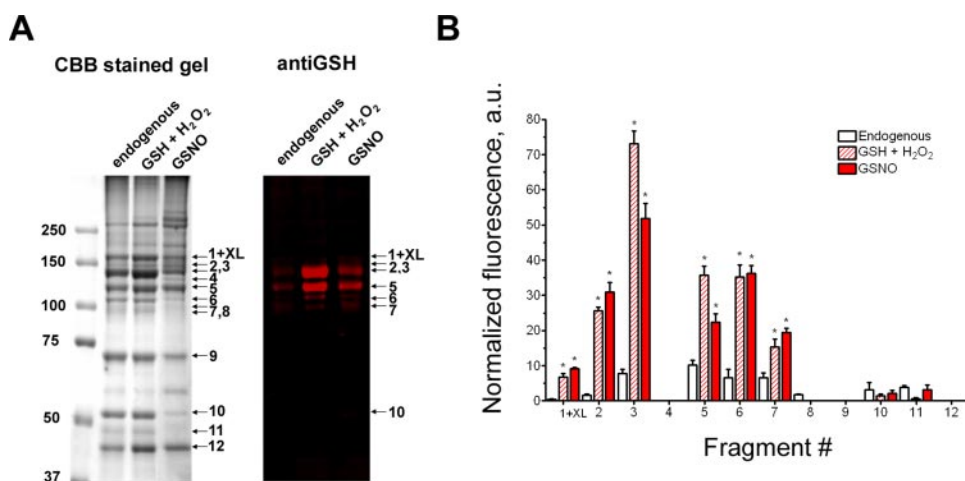 A
CBB stained gel
antiGSH
endogenous
GSH + H₂O₂
GSNO
endogenous
GSH + H₂O₂
GSNO
250
150
100
75
50
37
1+XL
2,3
4
5
6
7,8
9
10
11
12
1+XL
2,3
5
6
7
10
B
Normalized fluorescence, a.u.
80
70
60
50
40
30
20
10
0
* * * * * * * * * * * *
Endogenous
GSH + H₂O₂
GSNO
1+XL 2 3 4 5 6 7 8 9 10 11 12
Fragment #